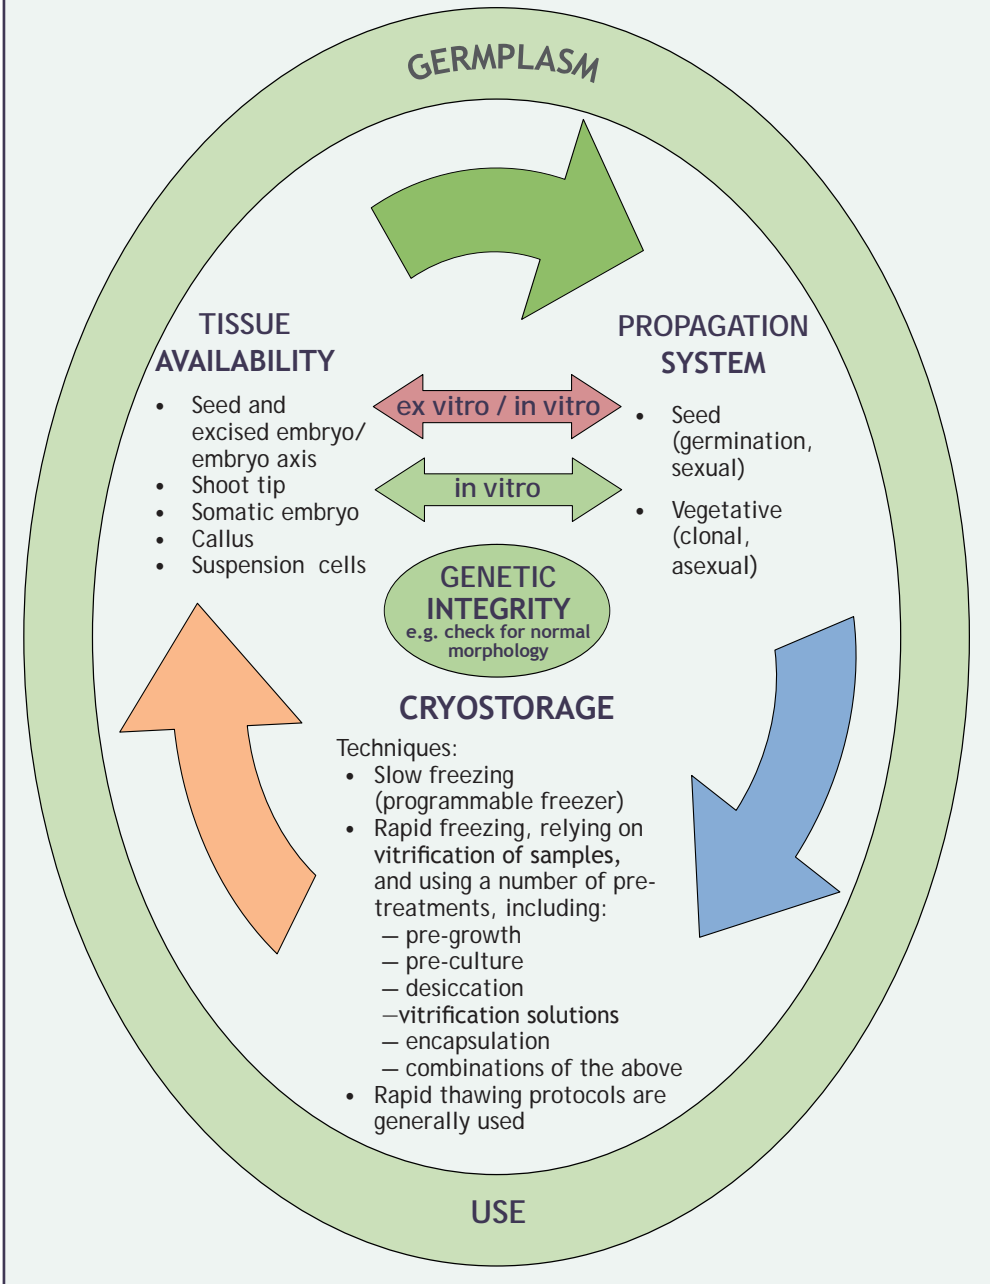 GERMPLASM
TISSUE
AVAILABILITY
• Seed and
excised embryo/
embryo axis
• Shoot tip
• Somatic embryo
• Callus
• Suspension cells
ex vitro / in vitro
in vitro
PROPAGATION
SYSTEM
• Seed
(germination,
sexual)
• Vegetative
(clonal,
asexual)
GENETIC
INTEGRITY
e.g. check for normal
morphology
CRYOSTORAGE
Techniques:
• Slow freezing
(programmable freezer)
• Rapid freezing, relying on
vitrification of samples,
and using a number of pre-
treatments, including:
— pre-growth
— pre-culture
— desiccation
—vitrification solutions
— encapsulation
— combinations of the above
• Rapid thawing protocols are
generally used
USE